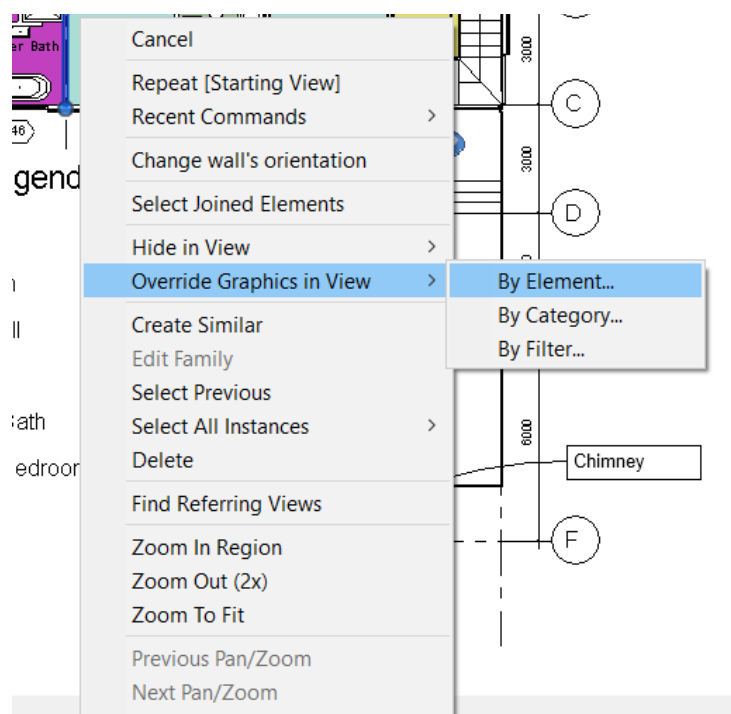 Cancel
er Bath
3000
Repeat [Starting View]
Recent Commands
C
46
Change wall's orientation
3000
gend
Select Joined Elements
D
Hide in View
Override Graphics in View
By Element...
By Category...
Create Similar
ll
By Filter...
Edit Family
Select Previous
ath
Select All Instances
6000
edroor
Delete
Chimney
Find Referring Views
Zoom In Region
F
Zoom Out (2x)
Zoom To Fit
Previous Pan/Zoom
Next Pan/Zoom